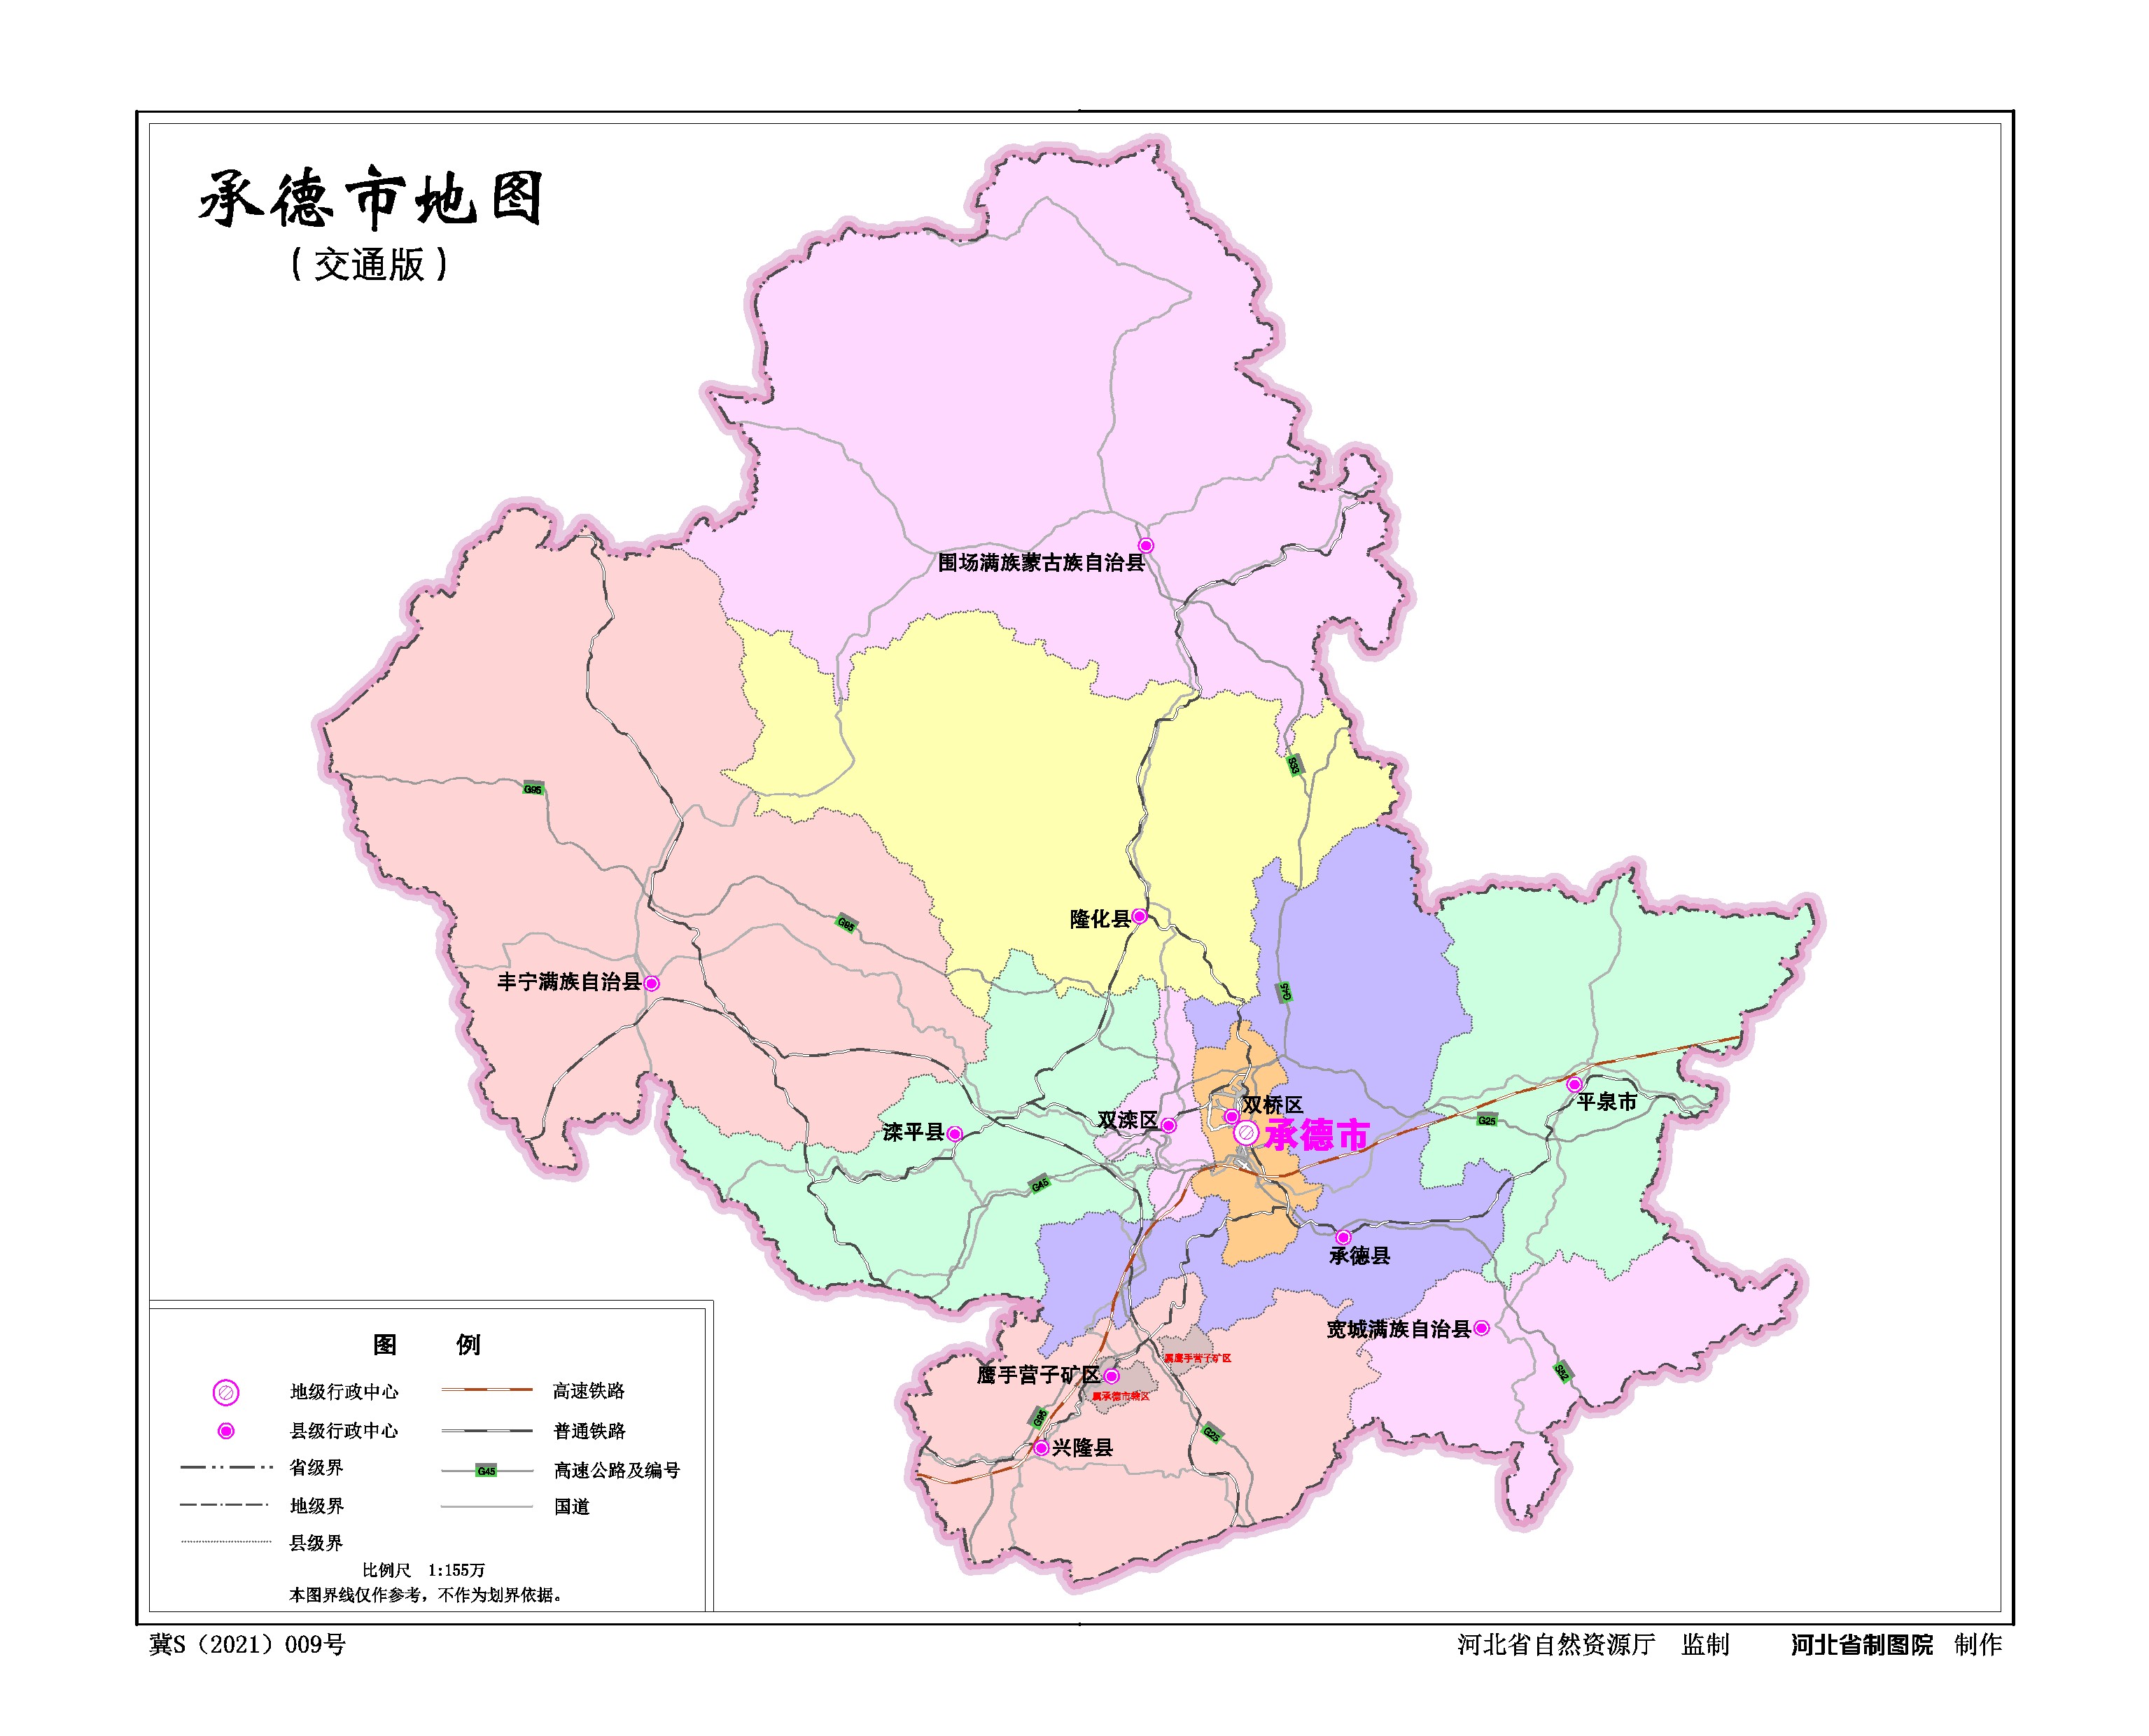 承德市地图
（交通版）
围场满族蒙古族自治县
S33
G95
隆化县
G95
丰宁满族自治县
G45
平泉市
双桥区
双滦区
承德市
G25
滦平县
G45
承德县
宽城满族自治县
属鹰手营子矿区
鹰手营子矿区
S52
属承德市辖区
G95
G25
兴隆县
图 例
地级行政中心 高速铁路
县级行政中心 普通铁路
省级界 G45 高速公路及编号
地级界 国道
县级界
比例尺 1:155万
本图界线仅作参考，不作为划界依据。
冀S（2021）009号 河北省自然资源厅 监制 河北省制图院 制作